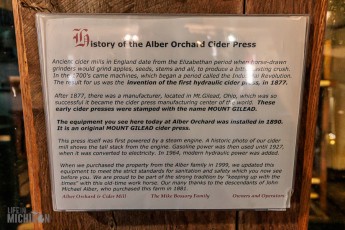 History of the Alber Orchard Cider Press
Ancient cider mills in England date from the Elizabethan period when horse-drawn
grinders would grind apples, seeds, stems and all, to produce a best-tasting crush.
In the 1700's came machines, which began a period called the Industrial Revolution.
The result for us was the invention of the first hydraulic cider press, in 1877.
After 1877, there was a manufacturer, located in Mt.Gilead, Ohio, which was so
successful it became the cider press manufacturing center of the world. These
early cider presses were stamped with the name MOUNT GILEAD.
The equipment you see here today at Alber Orchard was installed in 1890.
It is an original MOUNT GILEAD cider press.
This press itself was first powered by a steam engine. A historic photo of our cider
mill shows the tall stack from the engine. Gasoline power was then used until 1927,
when it was converted to electricity. In 1964, modern hydraulic power was added.
When we purchased the property from the Alber family in 1999, we updated this
equipment to meet the strict standards for sanitation and safety which you now see
before you. We are proud to be part of the strong tradition by "keeping up with the
times" with this old-time work horse. Our many thanks to the descendants of John
Michael Alber, who purchased this farm in 1881.
Alber Orchard & Cider Mill The Mike Bossory Family Owners and Operators
LIFE IN
MICHIGAN